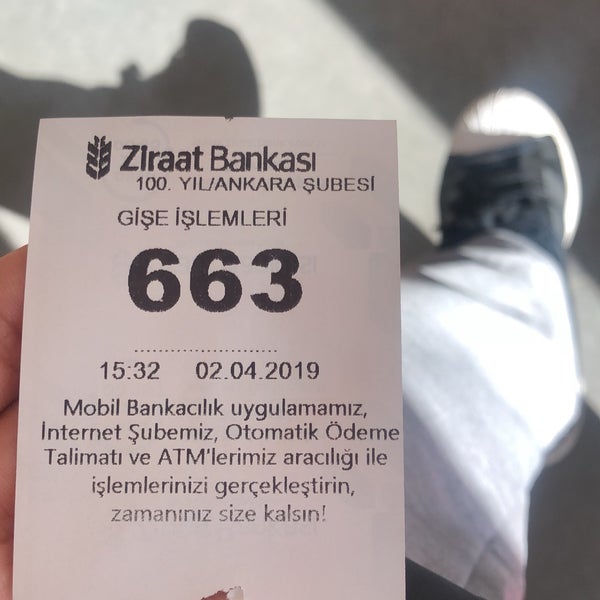 Ziraat Bankası
100. YIL/ANKARA ŞUBESİ
GİŞE İŞLEMLERİ
663
15:32 02.04.2019
Mobil Bankacılık uygulamamız,
İnternet Şubemiz, Otomatik Ödeme
Talimatı ve ATM'lerimiz aracılığı ile
işlemlerinizi gerçekleştirin,
zamanınız size kalsın!